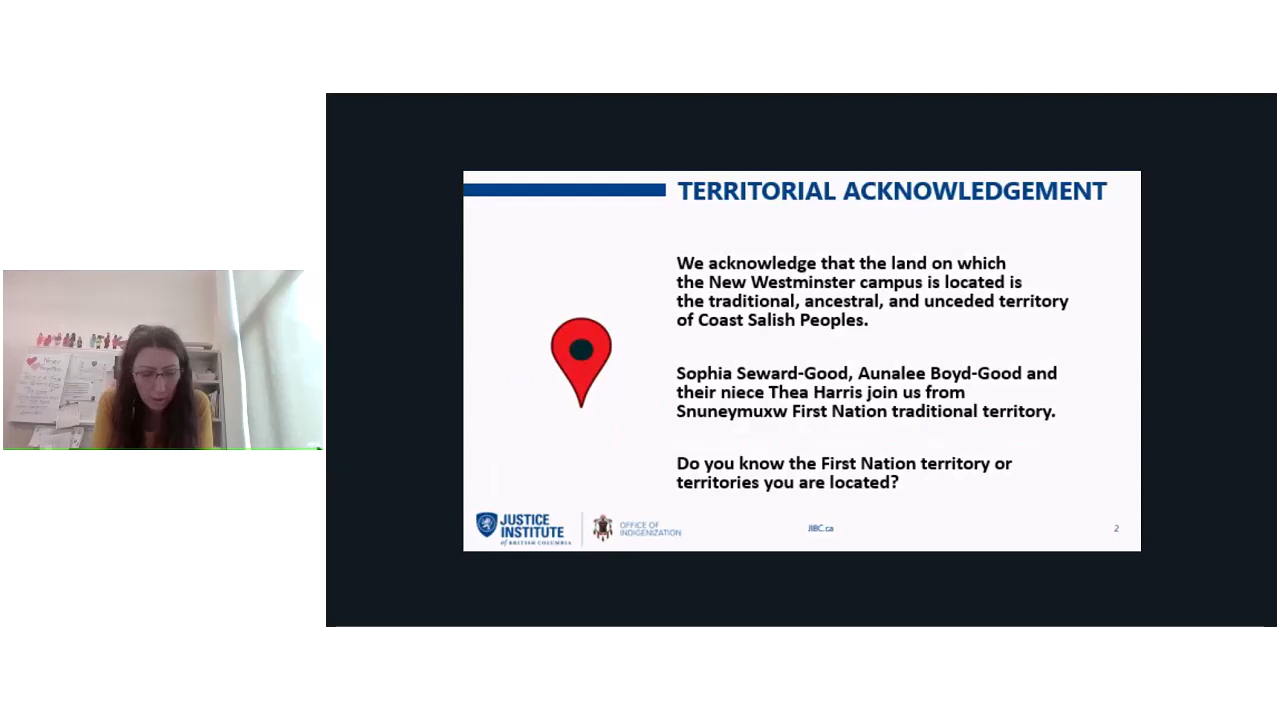 TERRITORIAL ACKNOWLEDGEMENT
We acknowledge that the land on which
the New Westminster campus is located is
the traditional, ancestral, and unceded territory
of Coast Salish Peoples.
Sophia Seward-Good, Aunalee Boyd-Good and
their niece Thea Harris join us from
Snuneymuxw First Nation traditional territory.
Do you know the First Nation territory or
territories you are located?
JUSTICE
INSTITUTE
of BRITISH COLUMBIA
OFFICE OF
INDIGENIZATION
JIBC.ca
2